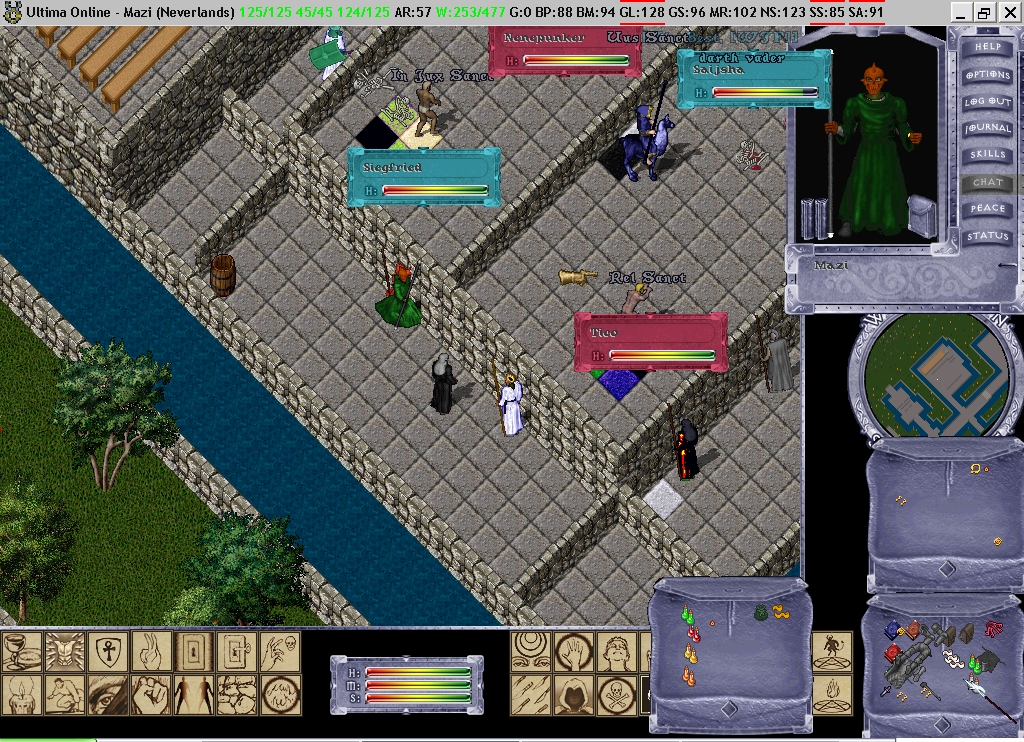 Ultima Online - Mazi (Neverlands) 125/125 45/45 124/125 AR:57 W:253/477 G:0 BP:88 BM:94 GL:128 GS:96 MR:102 NS:123 SS:85 SA:91
Nonepunker
H:
Uus Sanct
darth vader
Saijsha
H:
In Jux Sanct
Siegfried
H:
Rel Sanct
Tico
H:
HELP
OPTIONS
LOG OUT
JOURNAL
SKILLS
CHAT
PEACE
STATUS
Mazi
H:
M:
S: